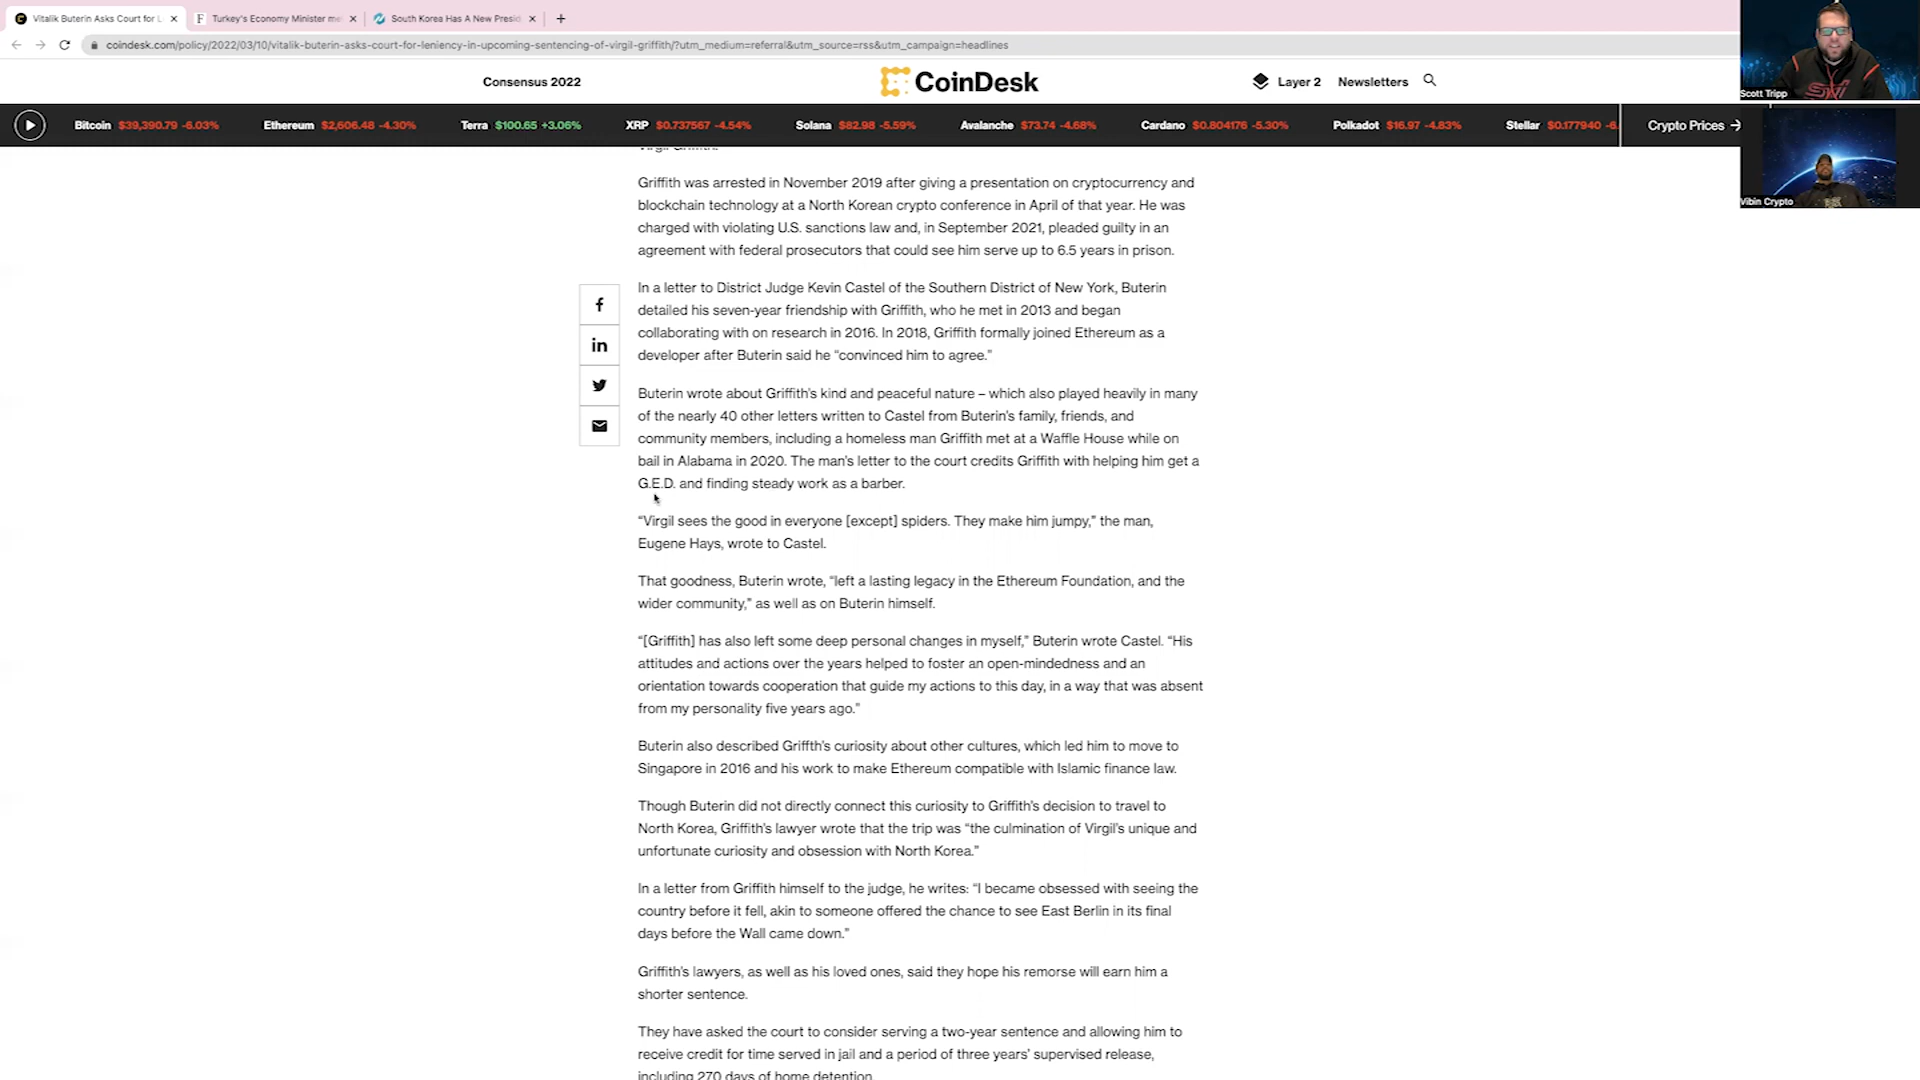 Vitalik Buterin Asks Court for L
Turkey's Economy Minister me
South Korea Has A New Presid
coindesk.com/policy/2022/03/10/vitalik-buterin-asks-court-for-leniency-in-upcoming-sentencing-of-virgil-griffith/?utm_medium=referral&utm_source=rss&utm_campaign=headlines
Scott Tripp
Consensus 2022
CoinDesk
Layer 2
Newsletters
Bitcoin $39,390.79 -6.03% Ethereum $2,606.48 -4.30% Terra $100.65 +3.06% XRP $0.737567 -4.54% Solana $82.98 -5.59% Avalanche $73.74 -4.68% Cardano $0.804176 -5.30% Polkadot $16.97 -4.83% Stellar $0.177940 -6. Crypto Prices →
Vibin Crypto
Virgil Griffith.
Griffith was arrested in November 2019 after giving a presentation on cryptocurrency and
blockchain technology at a North Korean crypto conference in April of that year. He was
charged with violating U.S. sanctions law and, in September 2021, pleaded guilty in an
agreement with federal prosecutors that could see him serve up to 6.5 years in prison.
In a letter to District Judge Kevin Castel of the Southern District of New York, Buterin
detailed his seven-year friendship with Griffith, who he met in 2013 and began
collaborating with on research in 2016. In 2018, Griffith formally joined Ethereum as a
developer after Buterin said he “convinced him to agree.”
Buterin wrote about Griffith’s kind and peaceful nature – which also played heavily in many
of the nearly 40 other letters written to Castel from Buterin’s family, friends, and
community members, including a homeless man Griffith met at a Waffle House while on
bail in Alabama in 2020. The man’s letter to the court credits Griffith with helping him get a
G.E.D. and finding steady work as a barber.
“Virgil sees the good in everyone [except] spiders. They make him jumpy,” the man,
Eugene Hays, wrote to Castel.
That goodness, Buterin wrote, “left a lasting legacy in the Ethereum Foundation, and the
wider community,” as well as on Buterin himself.
“[Griffith] has also left some deep personal changes in myself,” Buterin wrote Castel. “His
attitudes and actions over the years helped to foster an open-mindedness and an
orientation towards cooperation that guide my actions to this day, in a way that was absent
from my personality five years ago.”
Buterin also described Griffth’s curiosity about other cultures, which led him to move to
Singapore in 2016 and his work to make Ethereum compatible with Islamic finance law.
Though Buterin did not directly connect this curiosity to Griffith’s decision to travel to
North Korea, Griffith’s lawyer wrote that the trip was “the culmination of Virgil’s unique and
unfortunate curiosity and obsession with North Korea.”
In a letter from Griffith himself to the judge, he writes: “I became obsessed with seeing the
country before it fell, akin to someone offered the chance to see East Berlin in its final
days before the Wall came down.”
Griffith’s lawyers, as well as his loved ones, said they hope his remorse will earn him a
shorter sentence.
They have asked the court to consider serving a two-year sentence and allowing him to
receive credit for time served in jail and a period of three years’ supervised release,
including 270 days of home detention.